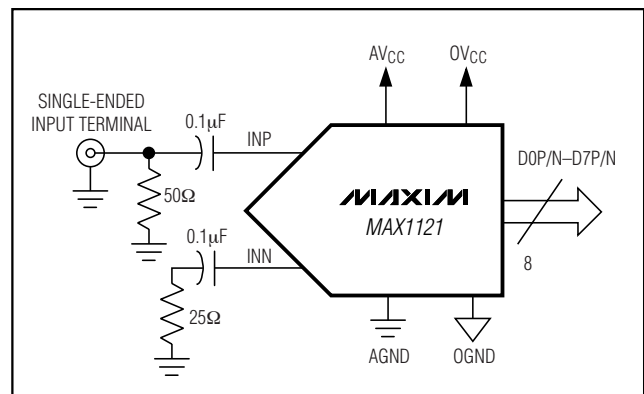 AVCC
OVCC
SINGLE-ENDED
INPUT TERMINAL
0.1μF
INP
D0P/N–D7P/N
50Ω
MAXIM
MAX1121
0.1μF
INN
8
25Ω
AGND
OGND